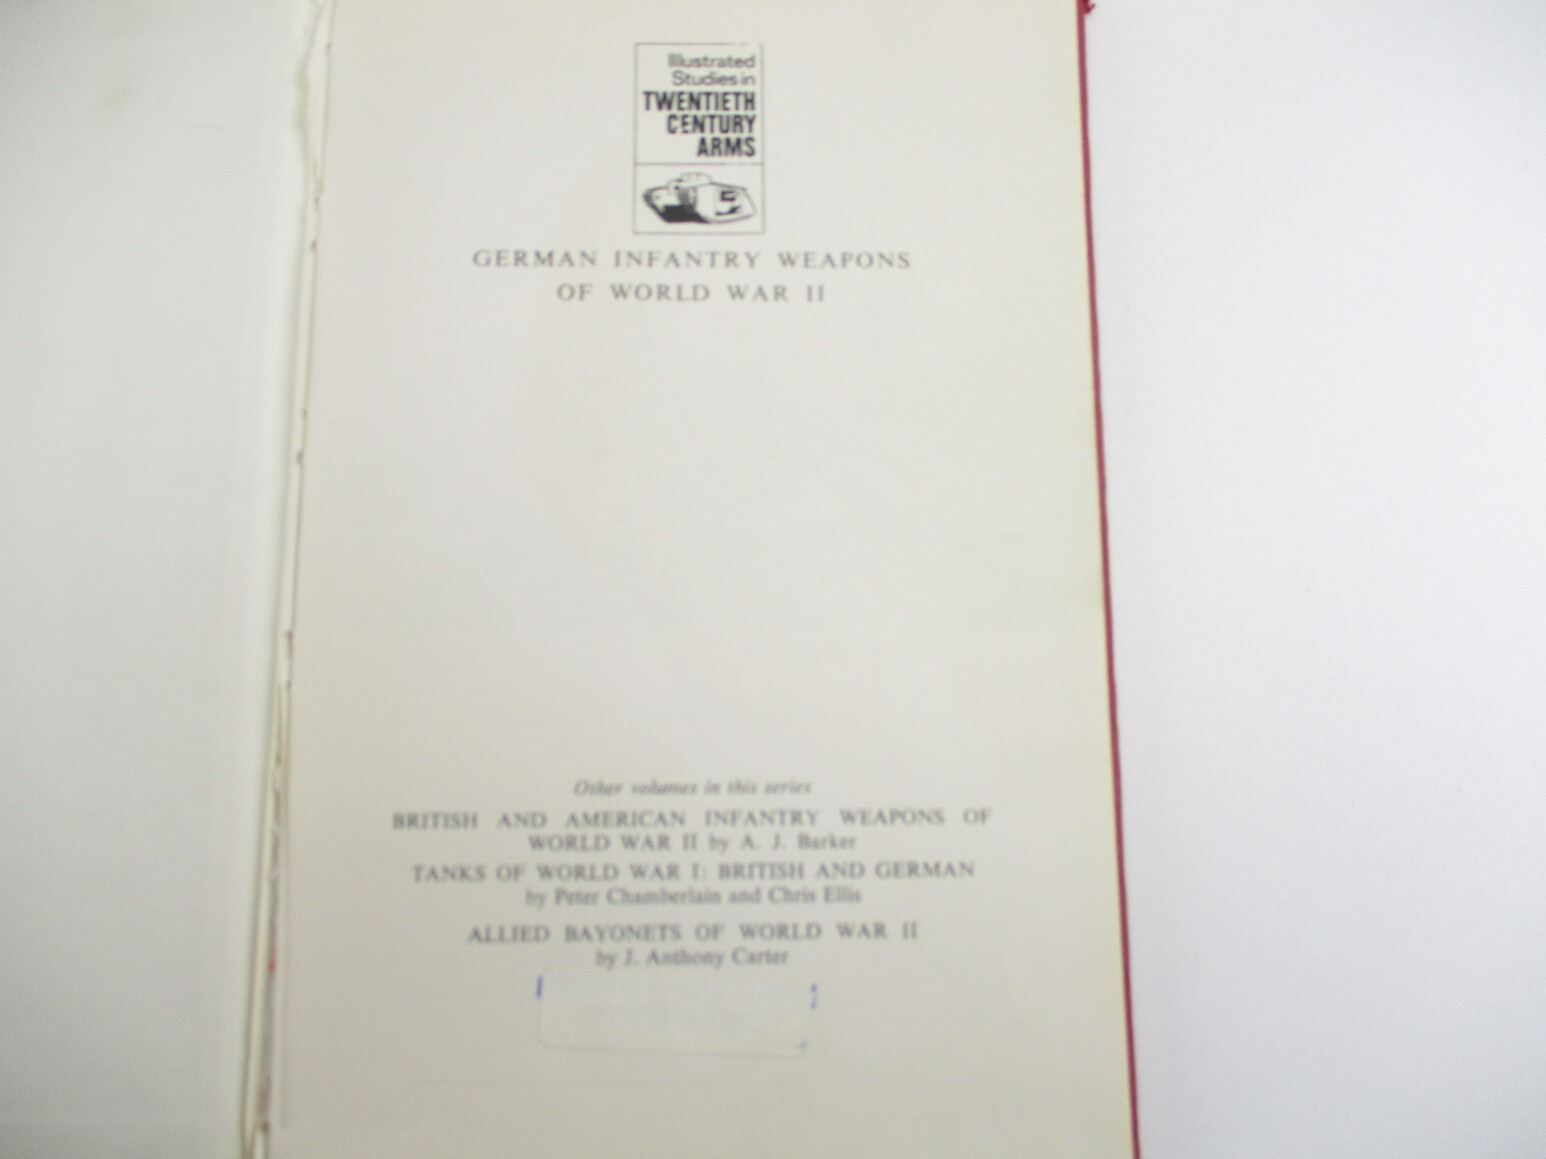 Illustrated
Studies in
TWENTIETH
CENTURY
ARMS
GERMAN INFANTRY WEAPONS
OF WORLD WAR II
Other volumes in this series
BRITISH AND AMERICAN INFANTRY WEAPONS OF
WORLD WAR II by A. J. Barker
TANKS OF WORLD WAR I: BRITISH AND GERMAN
by Peter Chamberlain and Chris Ellis
ALLIED BAYONETS OF WORLD WAR II
by J. Anthony Carter